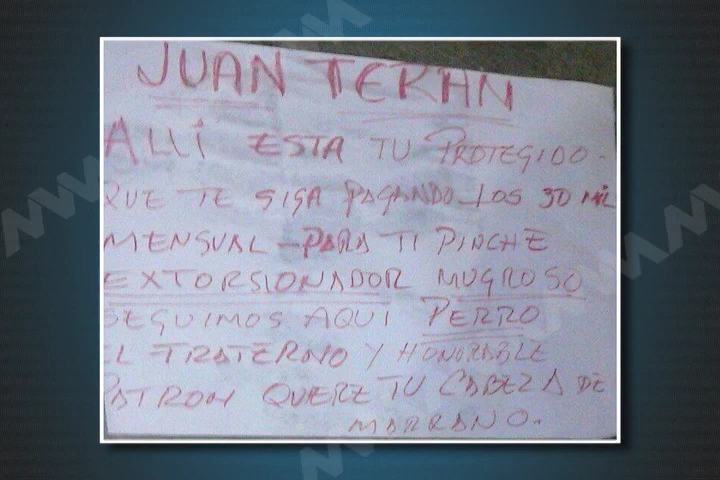 JUAN TERAN
ALLI ESTA TU PROTEGIDO.
QUE TE SIGA PAGANDO LOS 30 MIL
MENSUAL - PARA TI PINCHE
EXTORSIONADOR MUGROSO
SEGUIMOS AQUI PERRO
EL FRATERNO Y HONORABLE
PATRON QUERE TU CABEZA DE
MARRANO.